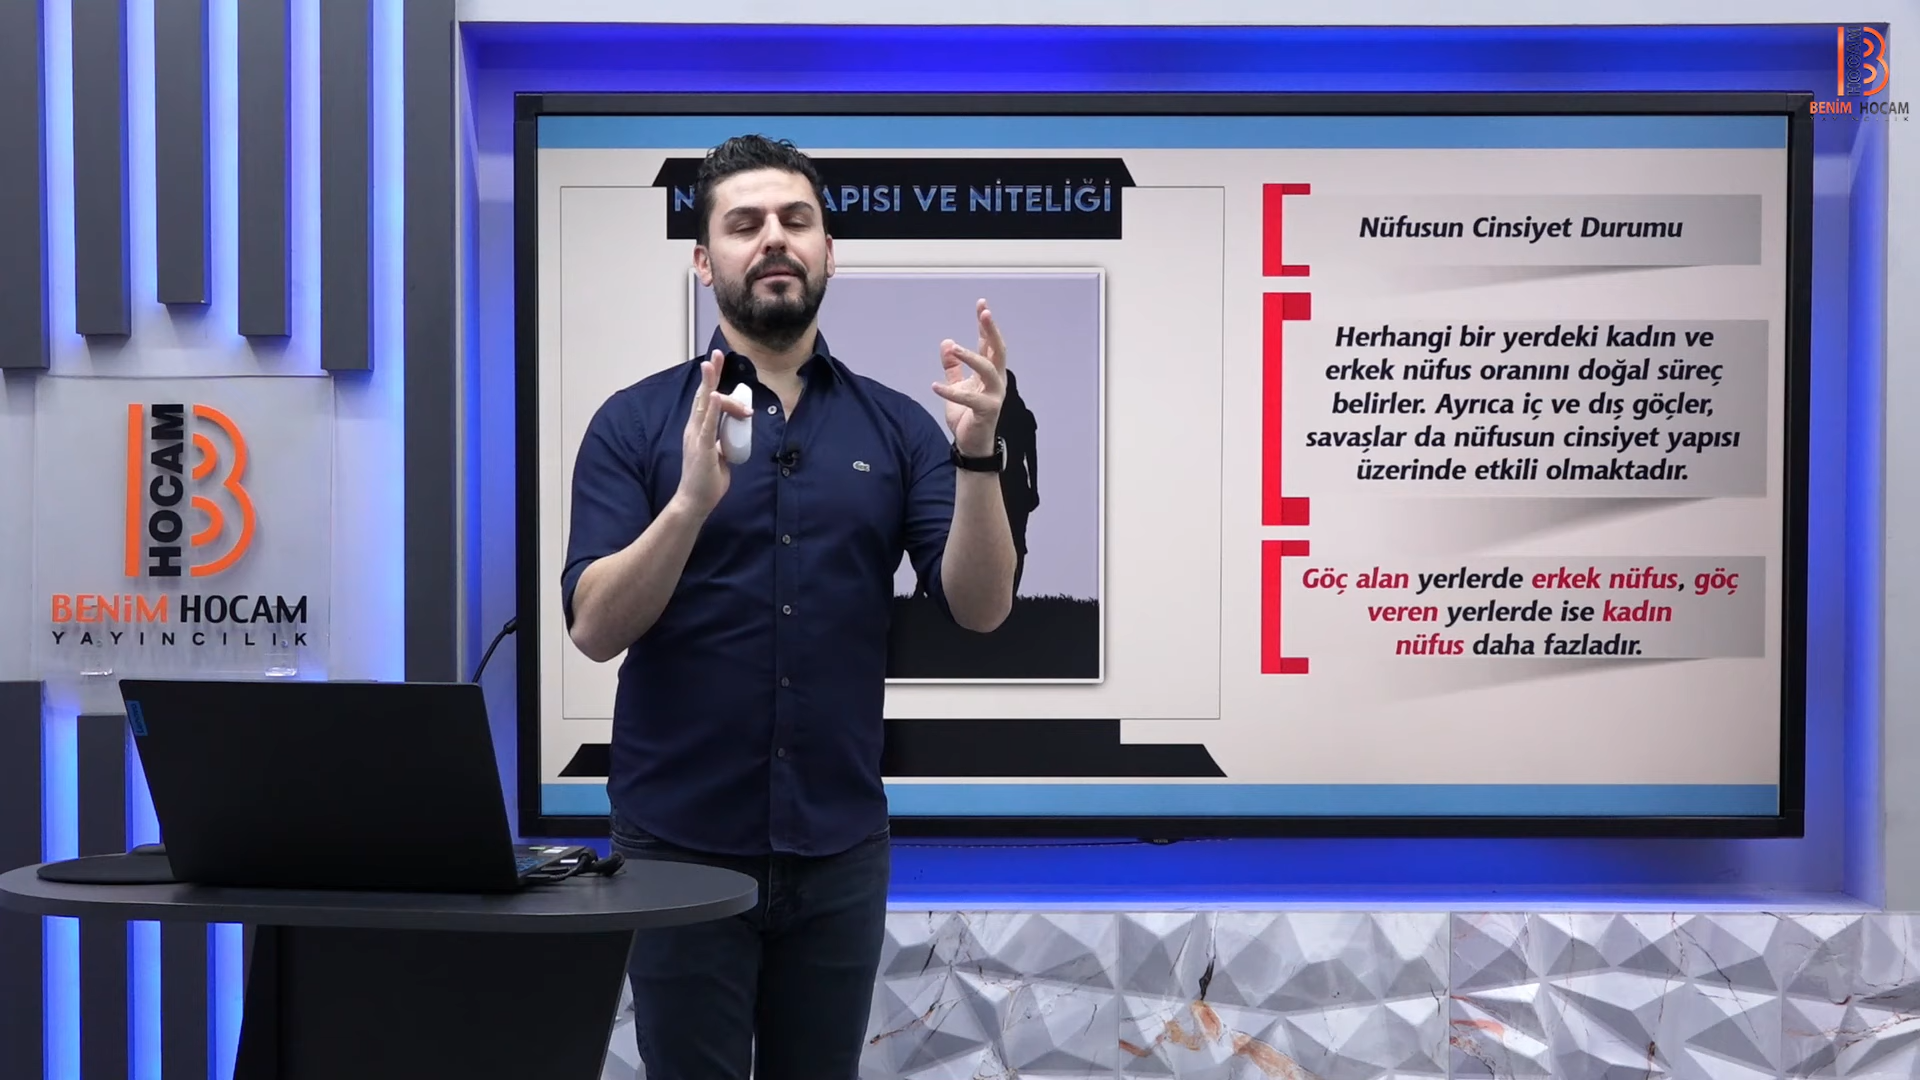 BENİM HOCAM
YAYINCILIK
HOCAM
BENİM HOCAM
YAYINCILIK
APISI VE NİTELİĞİ
Nüfusun Cinsiyet Durumu
Herhangi bir yerdeki kadın ve
erkek nüfus oranını doğal süreç
belirler. Ayrıca iç ve dış göçler,
savaşlar da nüfusun cinsiyet yapısı
üzerinde etkili olmaktadır.
Göç alan yerlerde erkek nüfus, göç
veren yerlerde ise kadın
nüfus daha fazladır.